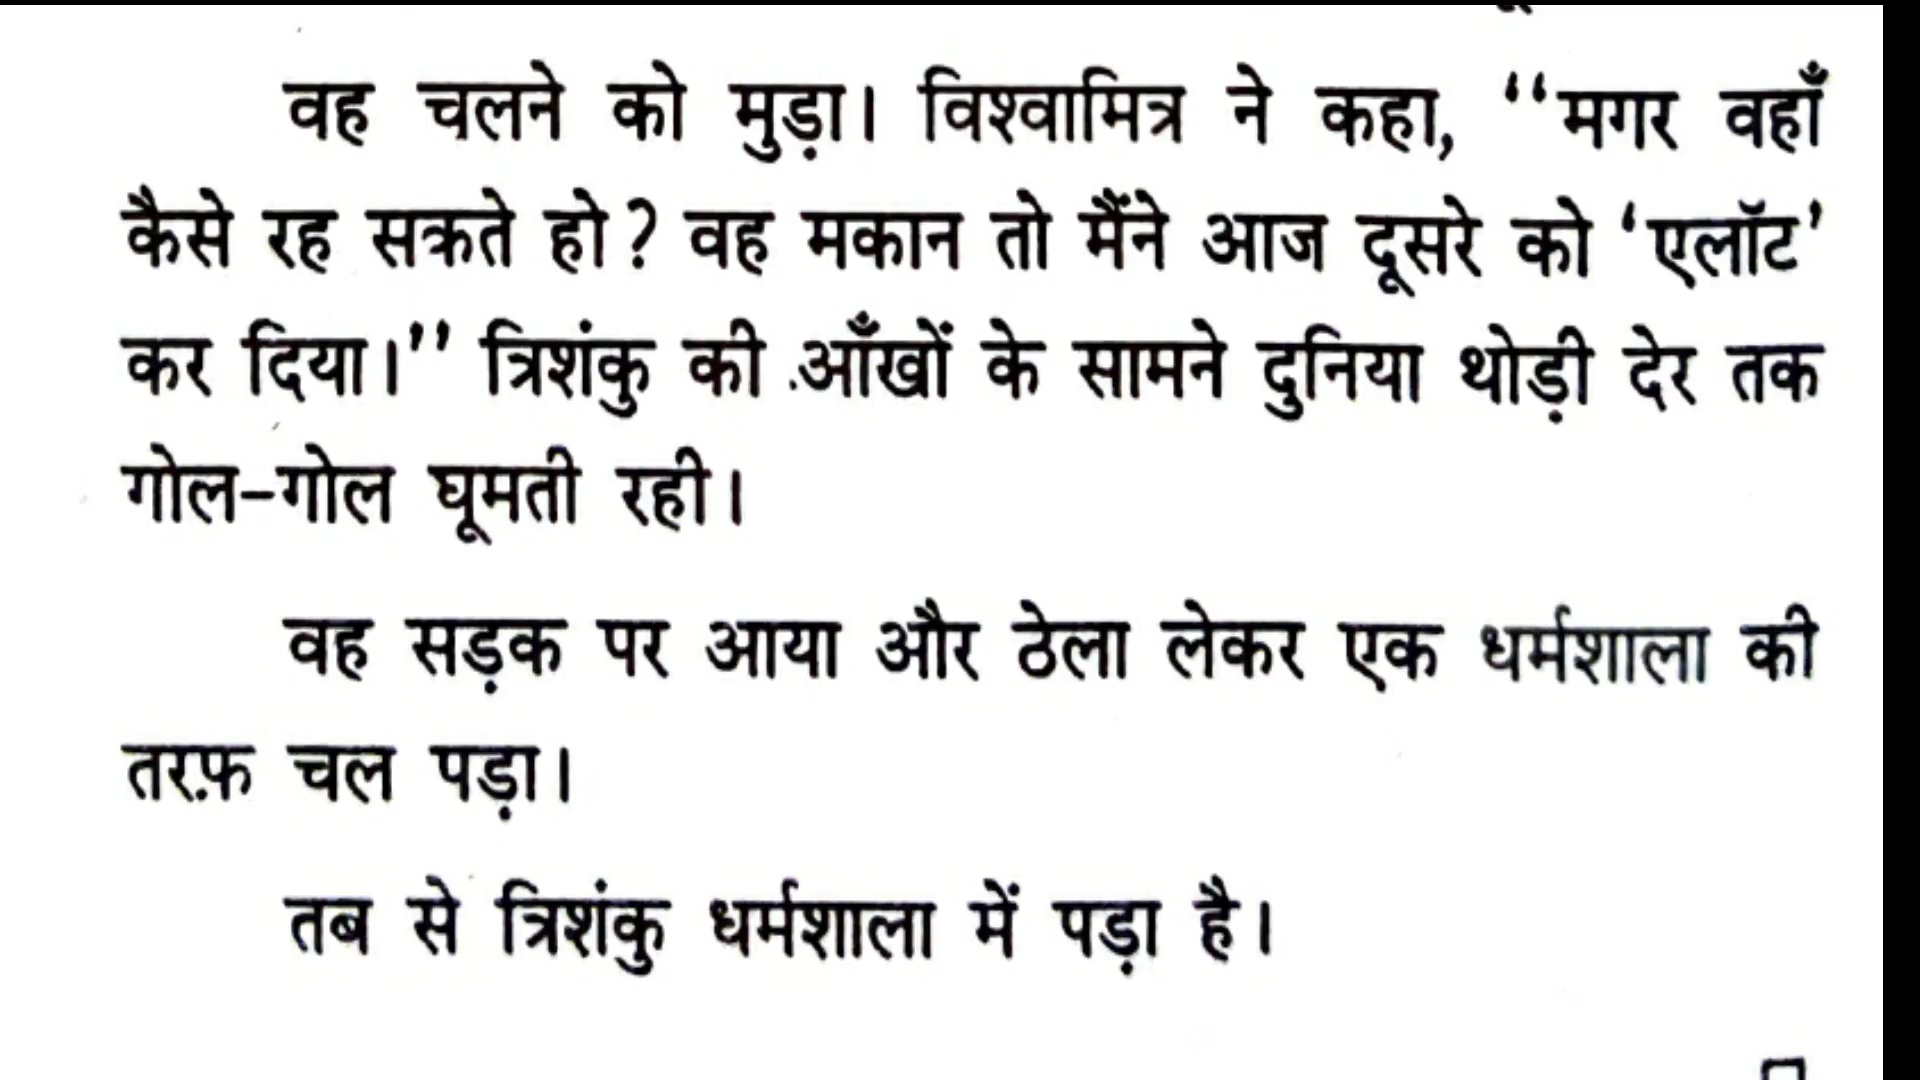 वह चलने को मुड़ा। विश्वामित्र ने कहा, ‘‘मगर वहाँ
कैसे रह सकते हो? वह मकान तो मैंने आज दूसरे को ‘एलॉट’
कर दिया।’’ त्रिशंकु की आँखों के सामने दुनिया थोड़ी देर तक
गोल-गोल घूमती रही।
वह सड़क पर आया और ठेला लेकर एक धर्मशाला की
तरफ़ चल पड़ा।
तब से त्रिशंकु धर्मशाला में पड़ा है।